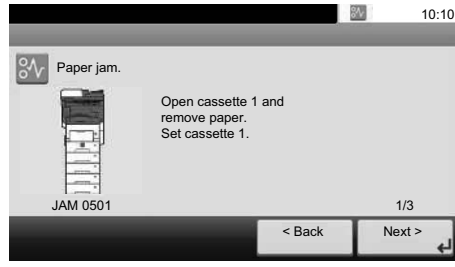 10:10
Paper jam.
Open cassette 1 and
remove paper.
Set cassette 1.
JAM 0501
1/3
< Back
Next >